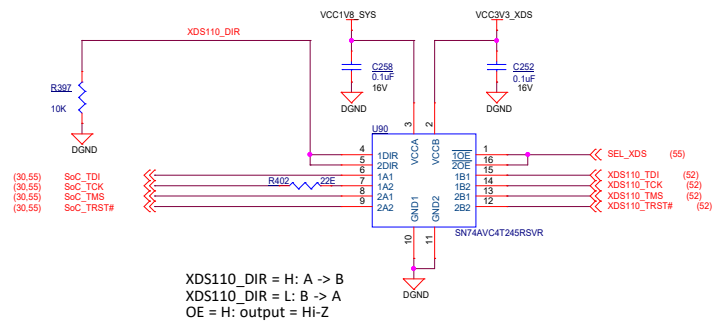 VCC1V8_SYS
VCC3V3_XDS
XDS110_DIR
R397
10K
DGND
C258
0.1uF
16V
DGND
C252
0.1uF
16V
DGND
U90
3
2
VCCA
VCCB
4 1DIR 1OE 1 SEL_XDS (55)
5 2DIR 2OE 16
(30,55) SoC_TDI 6 1A1 1B1 15 XDS110_TDI (52)
(30,55) SoC_TCK R402 22E 7 1A2 1B2 14 XDS110_TCK (52)
(30,55) SoC_TMS 8 2A1 2B1 13 XDS110_TMS (52)
(30,55) SoC_TRST# 9 2A2 2B2 12 XDS110_TRST# (52)
GND1
GND2
10
11
SN74AVC4T245RSVR
DGND
XDS110_DIR = H: A -> B
XDS110_DIR = L: B -> A
OE = H: output = Hi-Z